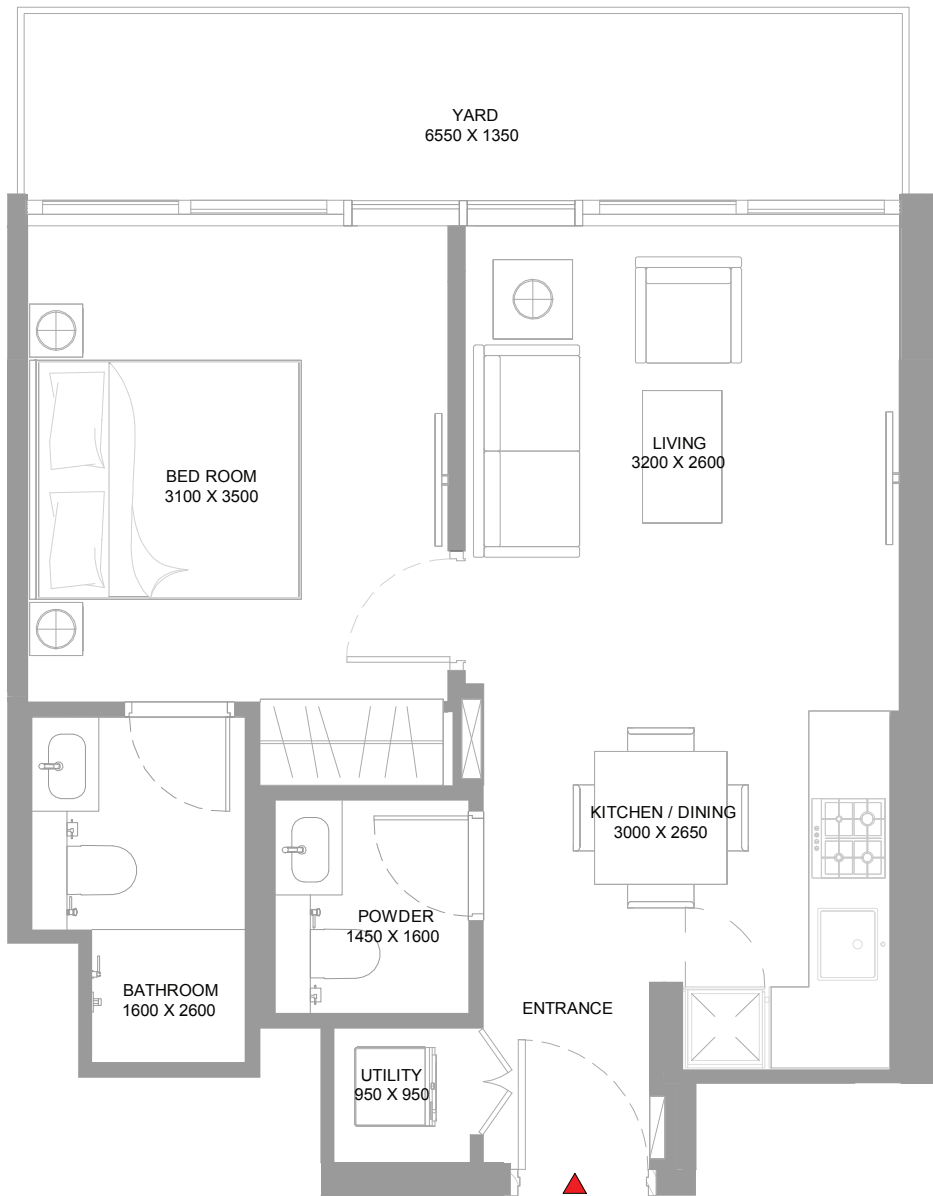 YARD
6550 X 1350
LIVING
3200 X 2600
BED ROOM
3100 X 3500
KITCHEN / DINING
3000 X 2650
POWDER
1450 X 1600
BATHROOM
1600 X 2600
ENTRANCE
UTILITY
950 X 950